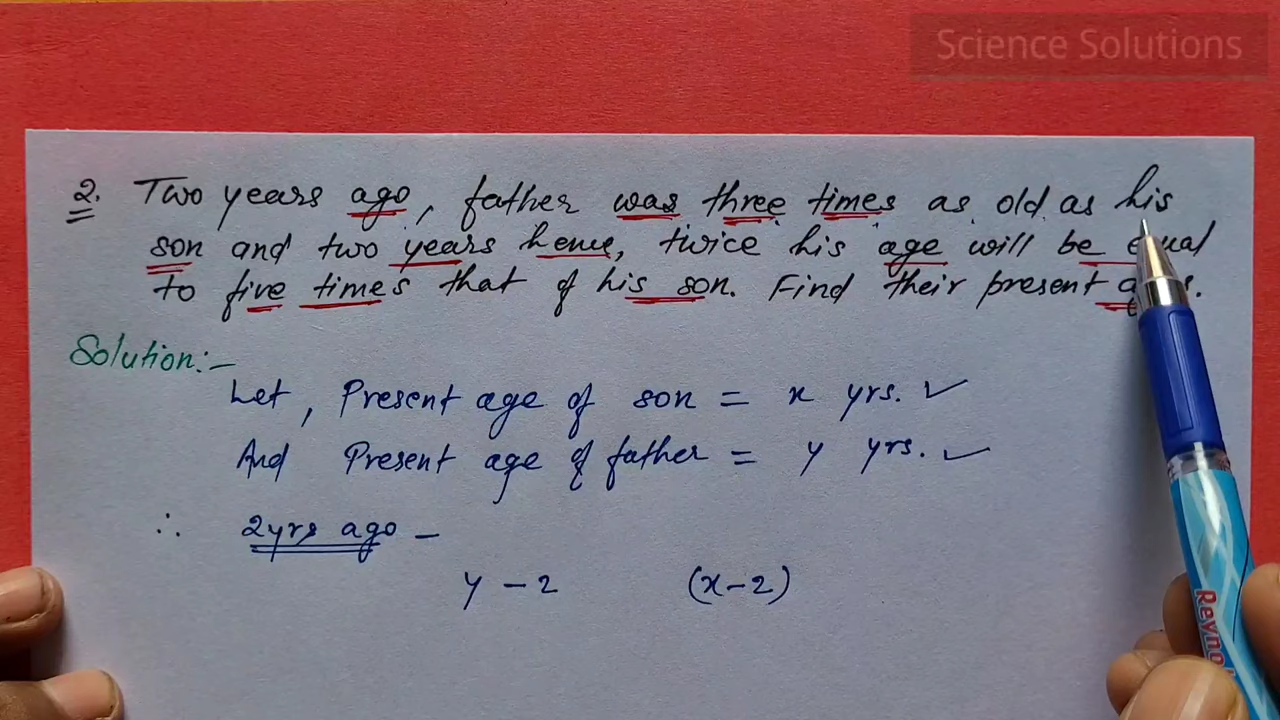 Science Solutions
2. Two years ago, father was three times as old as his
son and two years hence, twice his age will be equal
to five times that of his son. Find their present
Solution:-
Let, Present age of son = x yrs. ✓
And Present age of father = y yrs. ✓
∴ 2yrs ago -
y - 2 (x-2)